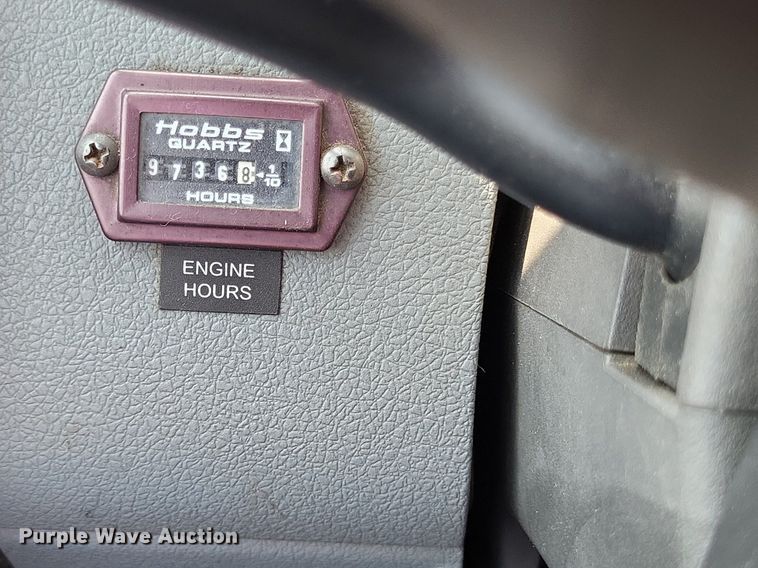 Hobbs
QUARTZ
9 7 3 6 8 1/10
HOURS
ENGINE
HOURS
Purple Wave Auction